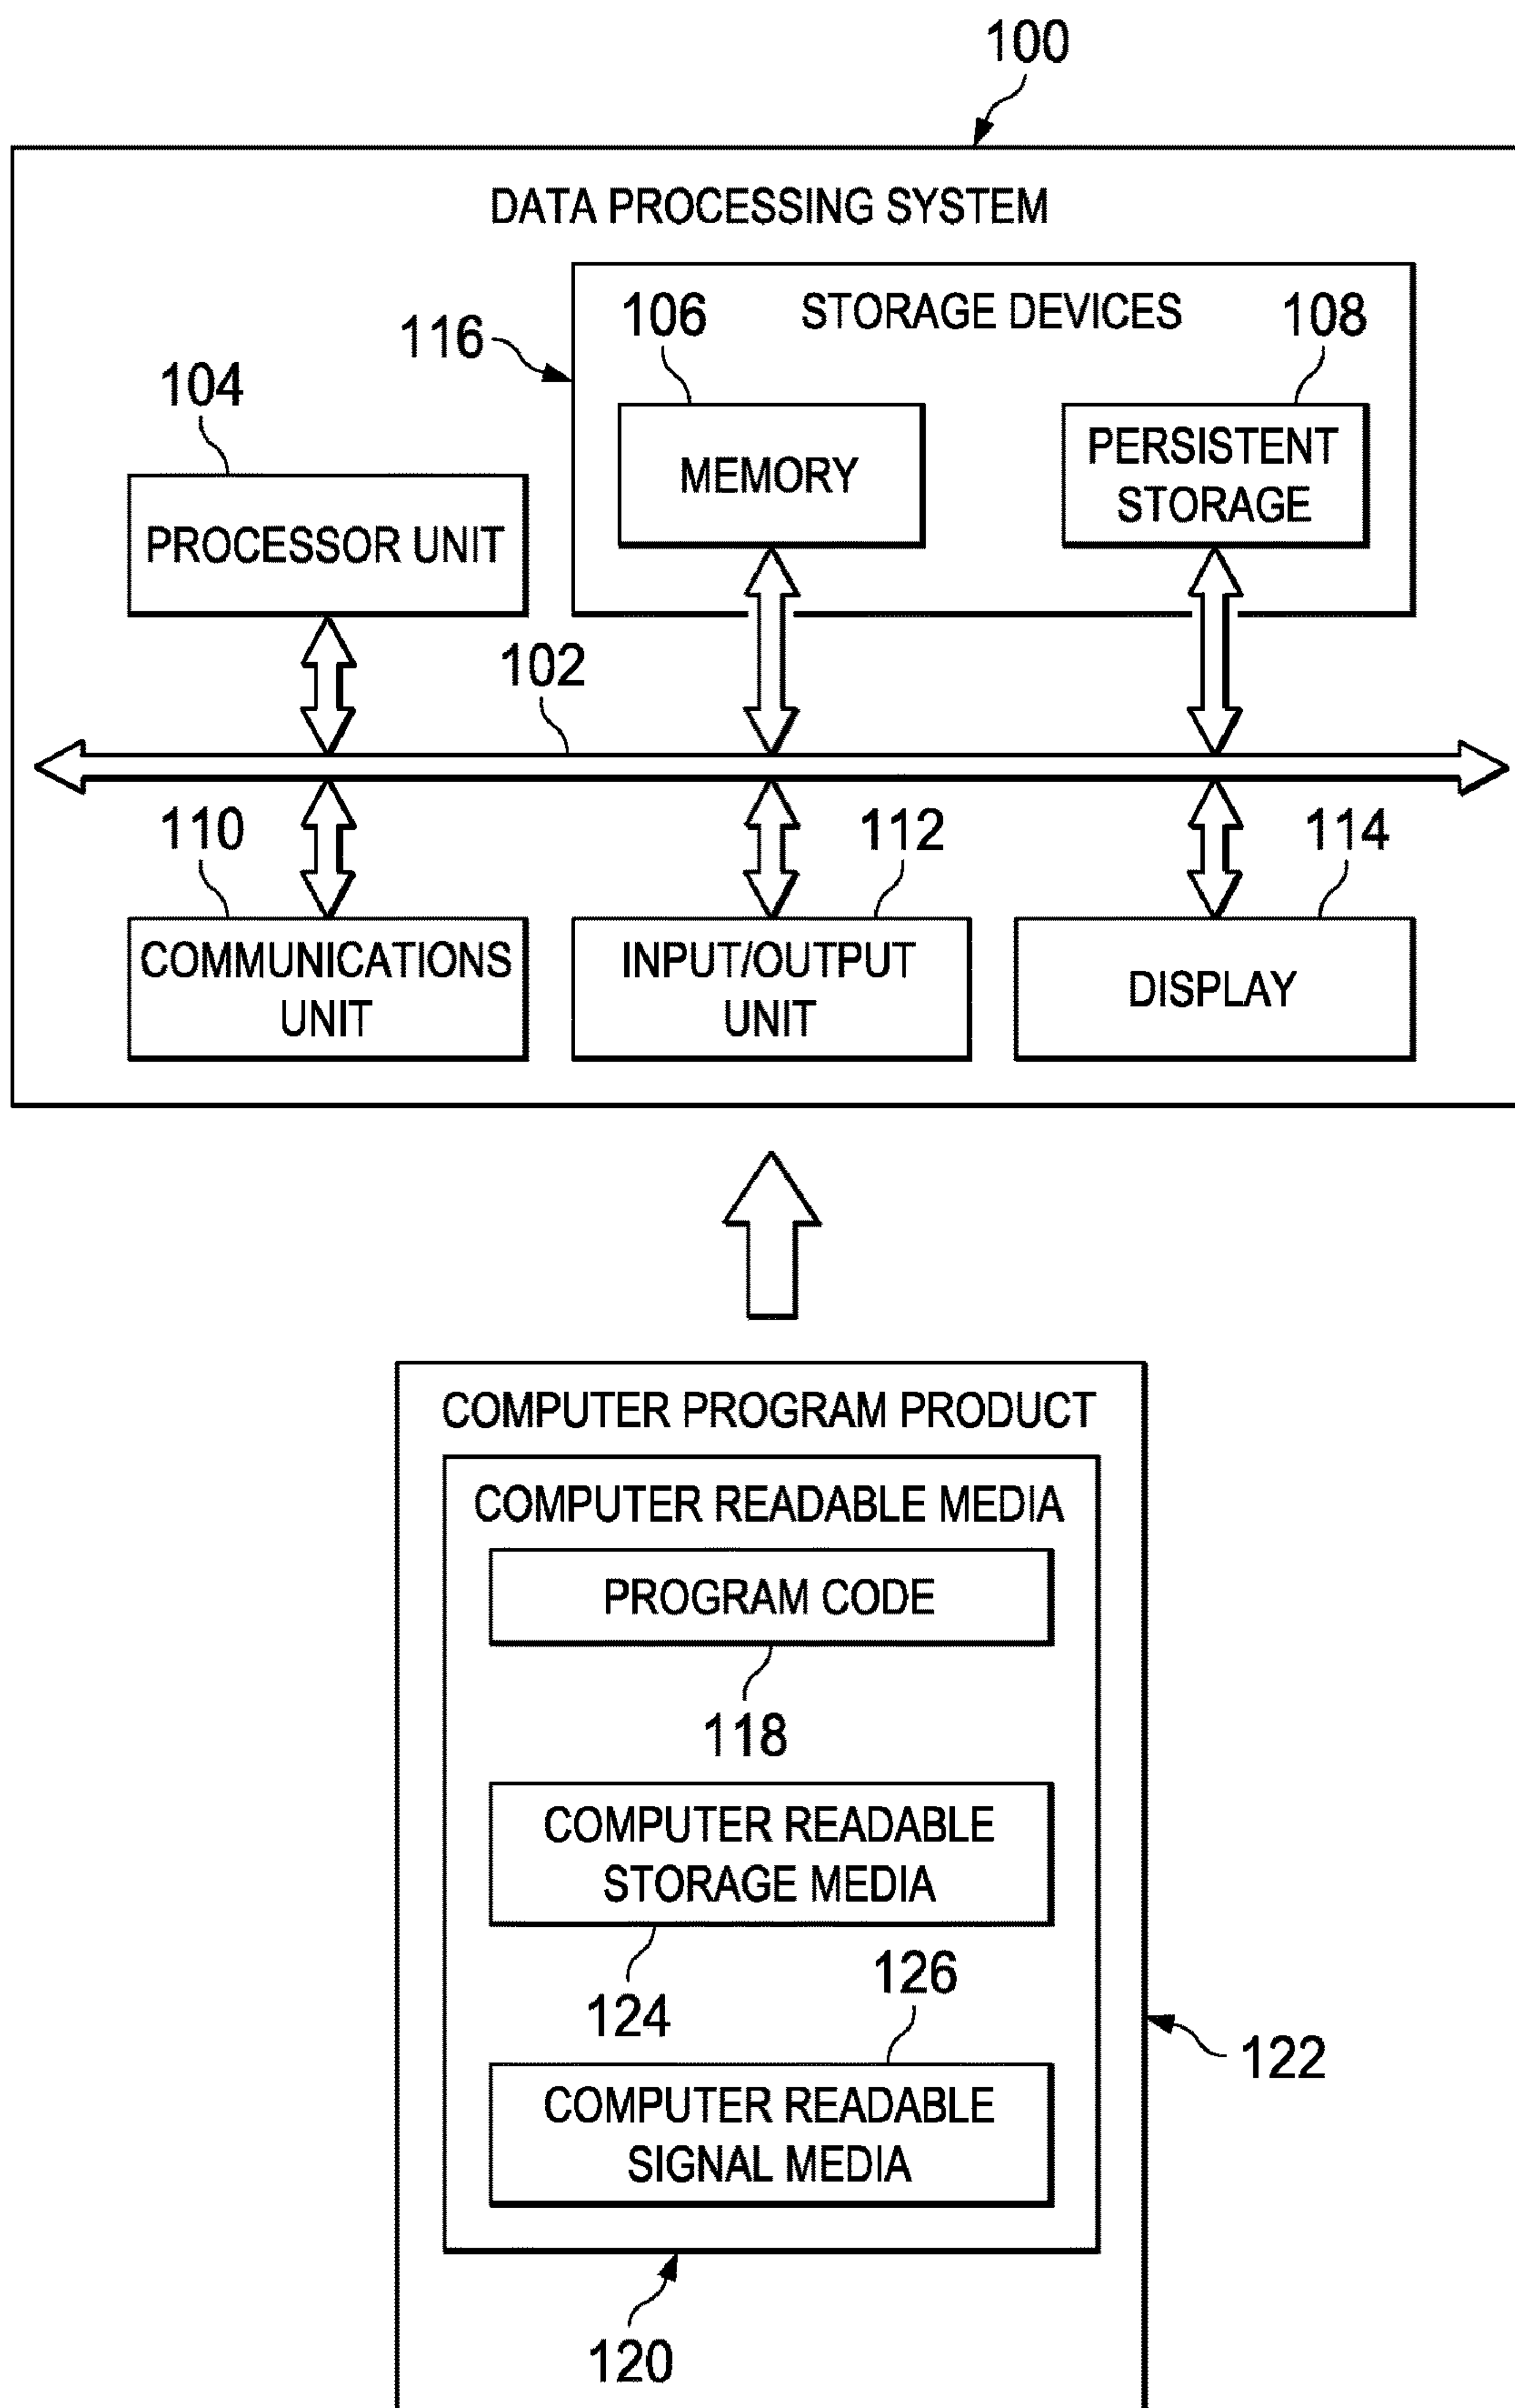 100
DATA PROCESSING SYSTEM
STORAGE DEVICES
106
108
116
104
MEMORY
PERSISTENT
STORAGE
PROCESSOR UNIT
102
110
112
114
COMMUNICATIONS
UNIT
INPUT/OUTPUT
UNIT
DISPLAY
COMPUTER PROGRAM PRODUCT
COMPUTER READABLE MEDIA
PROGRAM CODE
118
COMPUTER READABLE
STORAGE MEDIA
124
126
122
COMPUTER READABLE
SIGNAL MEDIA
120